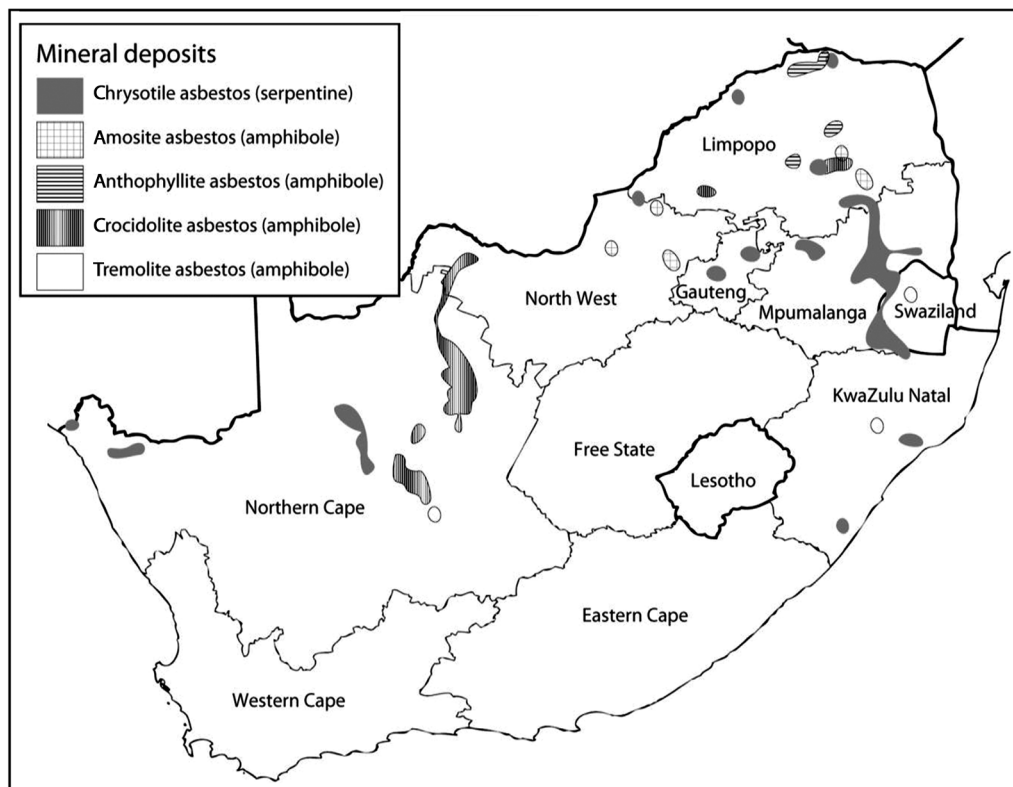 Mineral deposits
Chrysotile asbestos (serpentine)
Amosite asbestos (amphibole)
Anthophyllite asbestos (amphibole)
Crocidolite asbestos (amphibole)
Tremolite asbestos (amphibole)
Limpopo
North West
Gauteng
Mpumalanga
Swaziland
KwaZulu Natal
Free State
Lesotho
Northern Cape
Eastern Cape
Western Cape